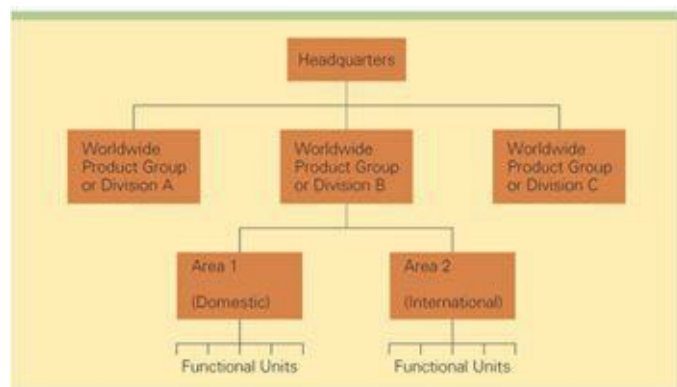 Headquarters
Worldwide
Product Group
or Division A
Worldwide
Product Group
or Division B
Worldwide
Product Group
or Division C
Area 1
(Domestic)
Area 2
(International)
Functional Units
Functional Units